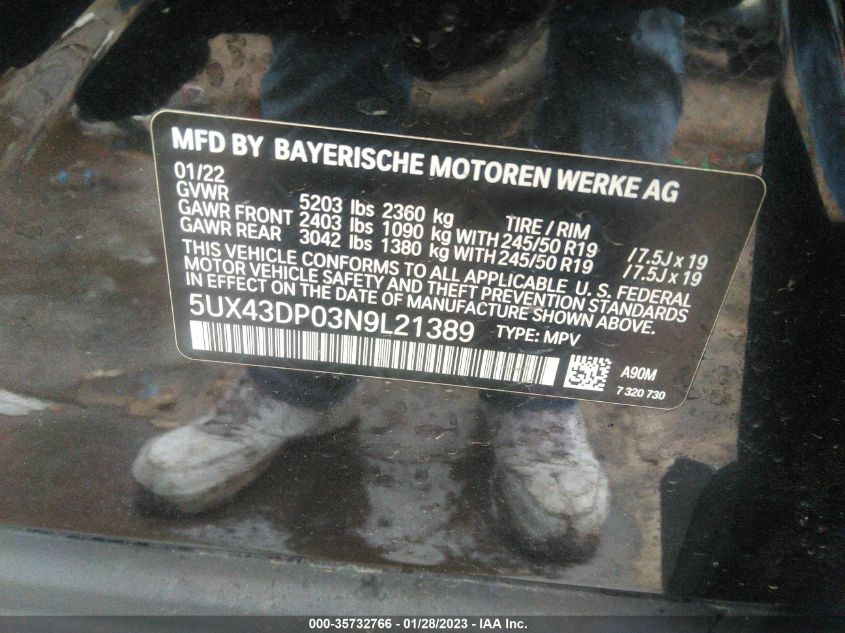 MFD BY BAYERISCHE MOTOREN WERKE AG
01/22
GVWR 5203 lbs 2360 kg TIRE / RIM
GAWR FRONT 2403 lbs 1090 kg WITH 245/50 R19 / 7.5J x 19
GAWR REAR 3042 lbs 1380 kg WITH 245/50 R19 / 7.5J x 19
THIS VEHICLE CONFORMS TO ALL APPLICABLE U. S. FEDERAL
MOTOR VEHICLE SAFETY AND THEFT PREVENTION STANDARDS
IN EFFECT ON THE DATE OF MANUFACTURE SHOWN ABOVE.
5UX43DP03N9L21389 TYPE: MPV
A90M
7 320 730
000-35732766 — 01/28/2023 — IAA Inc.